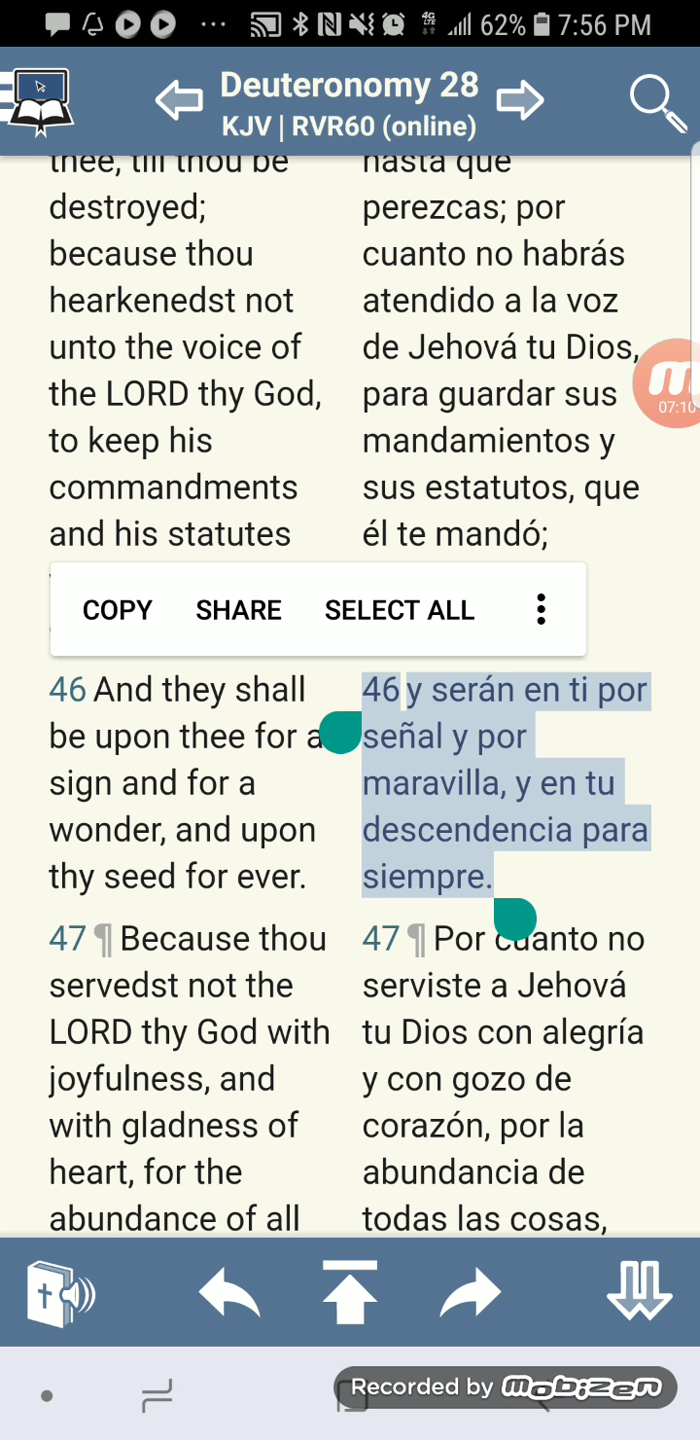 62% 7:56 PM
Deuteronomy 28
KJV | RVR60 (online)
thee, till thou be
destroyed;
because thou
hearkenedst not
unto the voice of
the LORD thy God,
to keep his
commandments
and his statutes
hasta que
perezcas; por
cuanto no habrás
atendido a la voz
de Jehová tu Dios,
para guardar sus
mandamientos y
sus estatutos, que
él te mandó;
07:10
COPY SHARE SELECT ALL
46 And they shall
be upon thee for a
sign and for a
wonder, and upon
thy seed for ever.
46 y serán en ti por
señal y por
maravilla, y en tu
descendencia para
siempre.
47 ¶ Because thou
servedst not the
LORD thy God with
joyfulness, and
with gladness of
heart, for the
abundance of all
47 ¶ Por cuanto no
serviste a Jehová
tu Dios con alegría
y con gozo de
corazón, por la
abundancia de
todas las cosas,
Recorded by mobizen